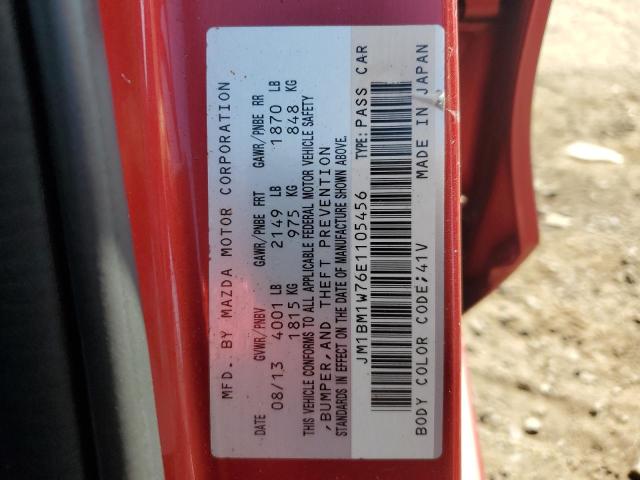 MFD. BY MAZDA MOTOR CORPORATION
DATE GVWR/PNBV GAWR/PNBE FRT GAWR/PNBE RR
08/13 4001 LB 2149 LB 1870 LB
1815 KG 975 KG 848 KG
THIS VEHICLE CONFORMS TO ALL APPLICABLE FEDERAL MOTOR VEHICLE SAFETY
,BUMPER,AND THEFT PREVENTION
STANDARDS IN EFFECT ON THE DATE OF MANUFACTURE SHOWN ABOVE.
JM1BM1W76E1105456 TYPE:PASS CAR
BODY COLOR CODE;41V MADE IN JAPAN